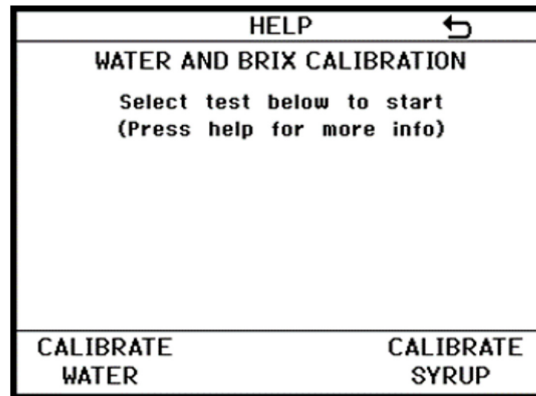 HELP
WATER AND BRIX CALIBRATION
Select test below to start
(Press help for more info)
CALIBRATE WATER
CALIBRATE SYRUP